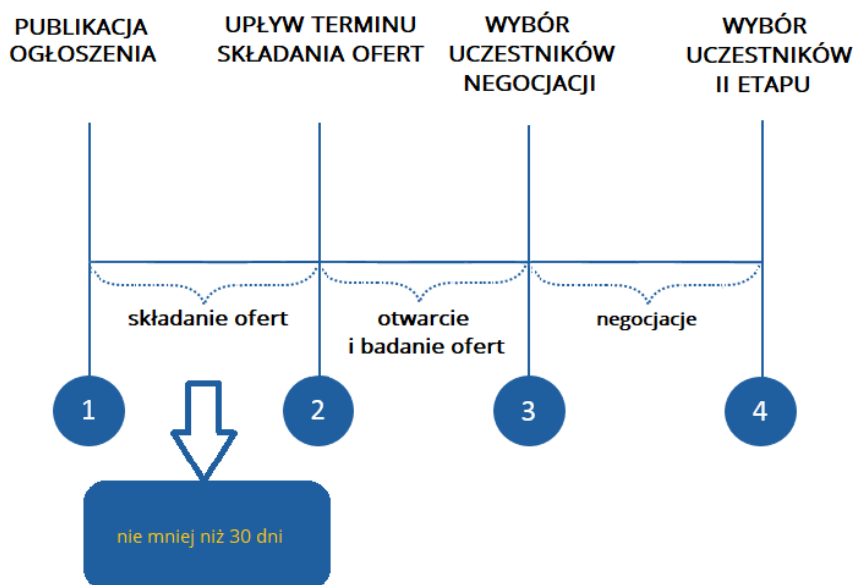 PUBLIKACJA
OGŁOSZENIA
UPŁYW TERMINU
SKŁADANIA OFERT
WYBÓR
UCZESTNIKÓW
NEGOCJACJI
WYBÓR
UCZESTNIKÓW
II ETAPU
składanie ofert
otwarcie
i badanie ofert
negocjacje
1
2
3
4
nie mniej niż 30 dni